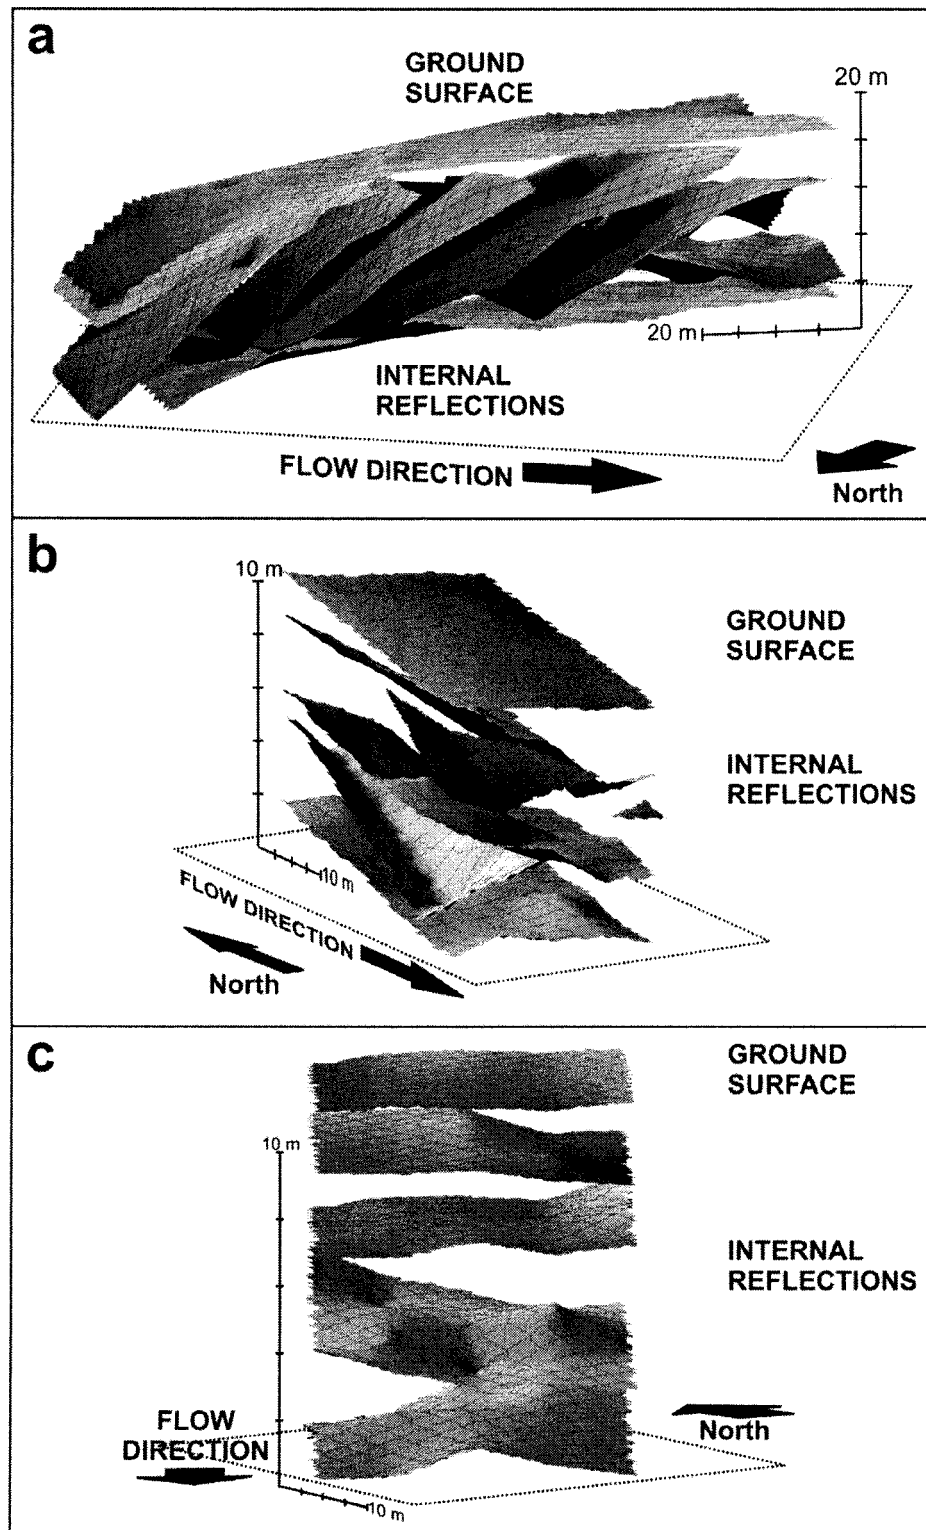 a
GROUND
SURFACE
20 m
20 m
INTERNAL
REFLECTIONS
FLOW DIRECTION
North
b
10 m
GROUND
SURFACE
INTERNAL
REFLECTIONS
10 m
FLOW DIRECTION
North
c
GROUND
SURFACE
10 m
INTERNAL
REFLECTIONS
FLOW
DIRECTION
North
10 m